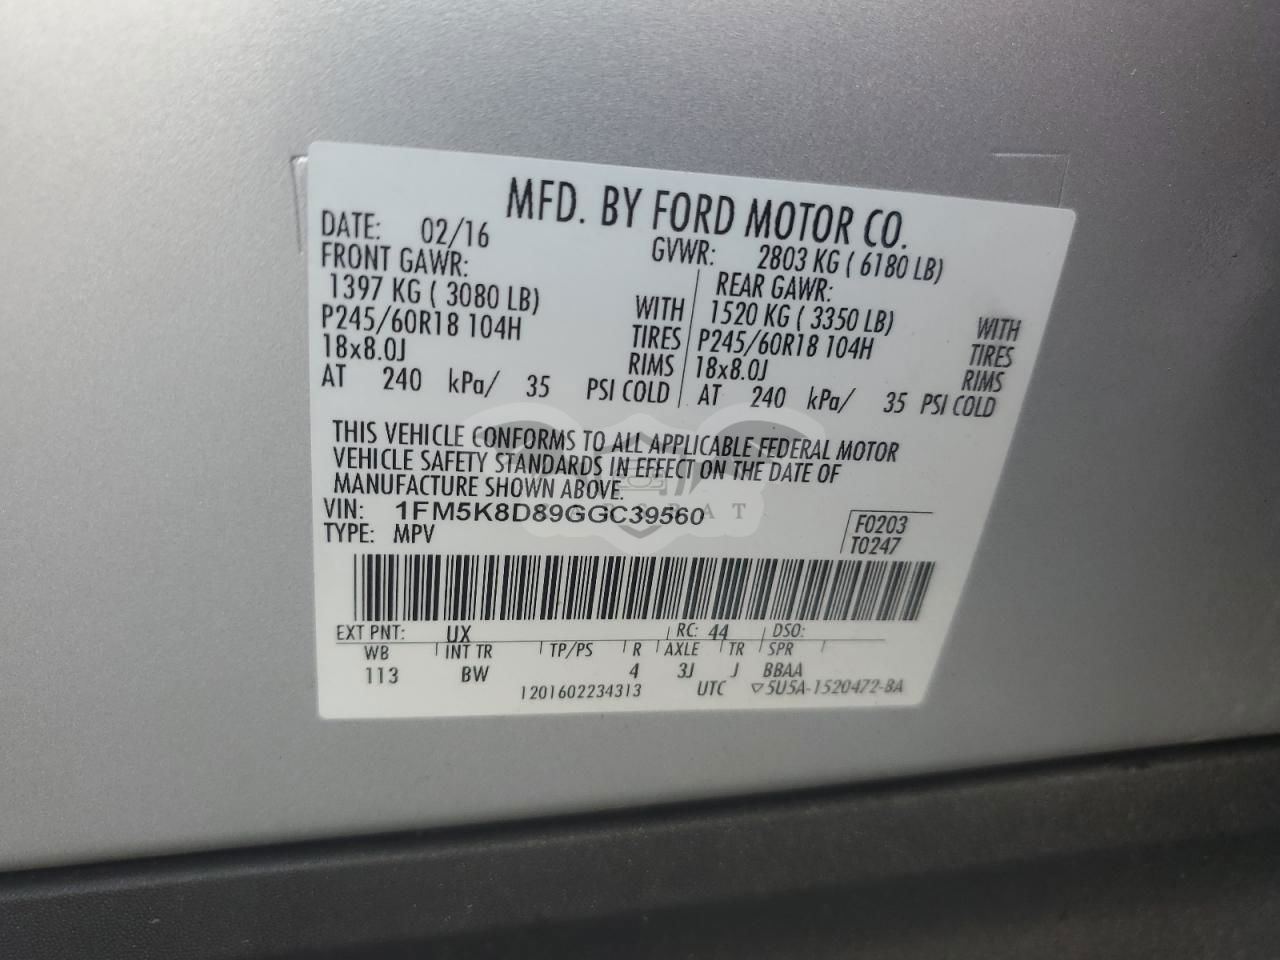 MFD. BY FORD MOTOR CO.
DATE: 02/16 GVWR: 2803 KG ( 6180 LB)
FRONT GAWR: REAR GAWR:
1397 KG ( 3080 LB) WITH 1520 KG ( 3350 LB) WITH
P245/60R18 104H TIRES P245/60R18 104H TIRES
18x8.0J RIMS 18x8.0J RIMS
AT 240 kPa/ 35 PSI COLD AT 240 kPa/ 35 PSI COLD
THIS VEHICLE CONFORMS TO ALL APPLICABLE FEDERAL MOTOR
VEHICLE SAFETY STANDARDS IN EFFECT ON THE DATE OF
MANUFACTURE SHOWN ABOVE.
VIN: 1FM5K8D89GGC39560 F0203
TYPE: MPV T0247
EXT PNT: UX RC: 44 DSO:
WB INT TR TP/PS R AXLE TR SPR
113 BW 4 3J J BBAA
1201602234313 UTC ▽5U5A-1520472-BA